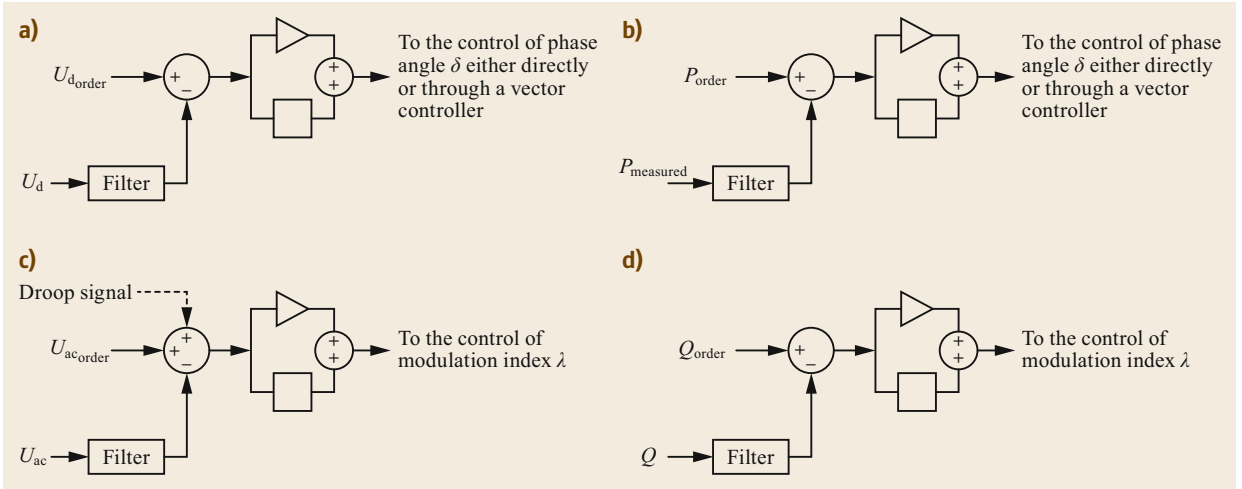 a)
U_dorder
+
−
+
+
To the control of phase
angle δ either directly
or through a vector
controller
U_d
Filter
b)
P_order
+
−
+
+
To the control of phase
angle δ either directly
or through a vector
controller
P_measured
Filter
c)
Droop signal
U_acorder
+
+
−
+
+
To the control of
modulation index λ
U_ac
Filter
d)
Q_order
+
−
+
+
To the control of
modulation index λ
Q
Filter